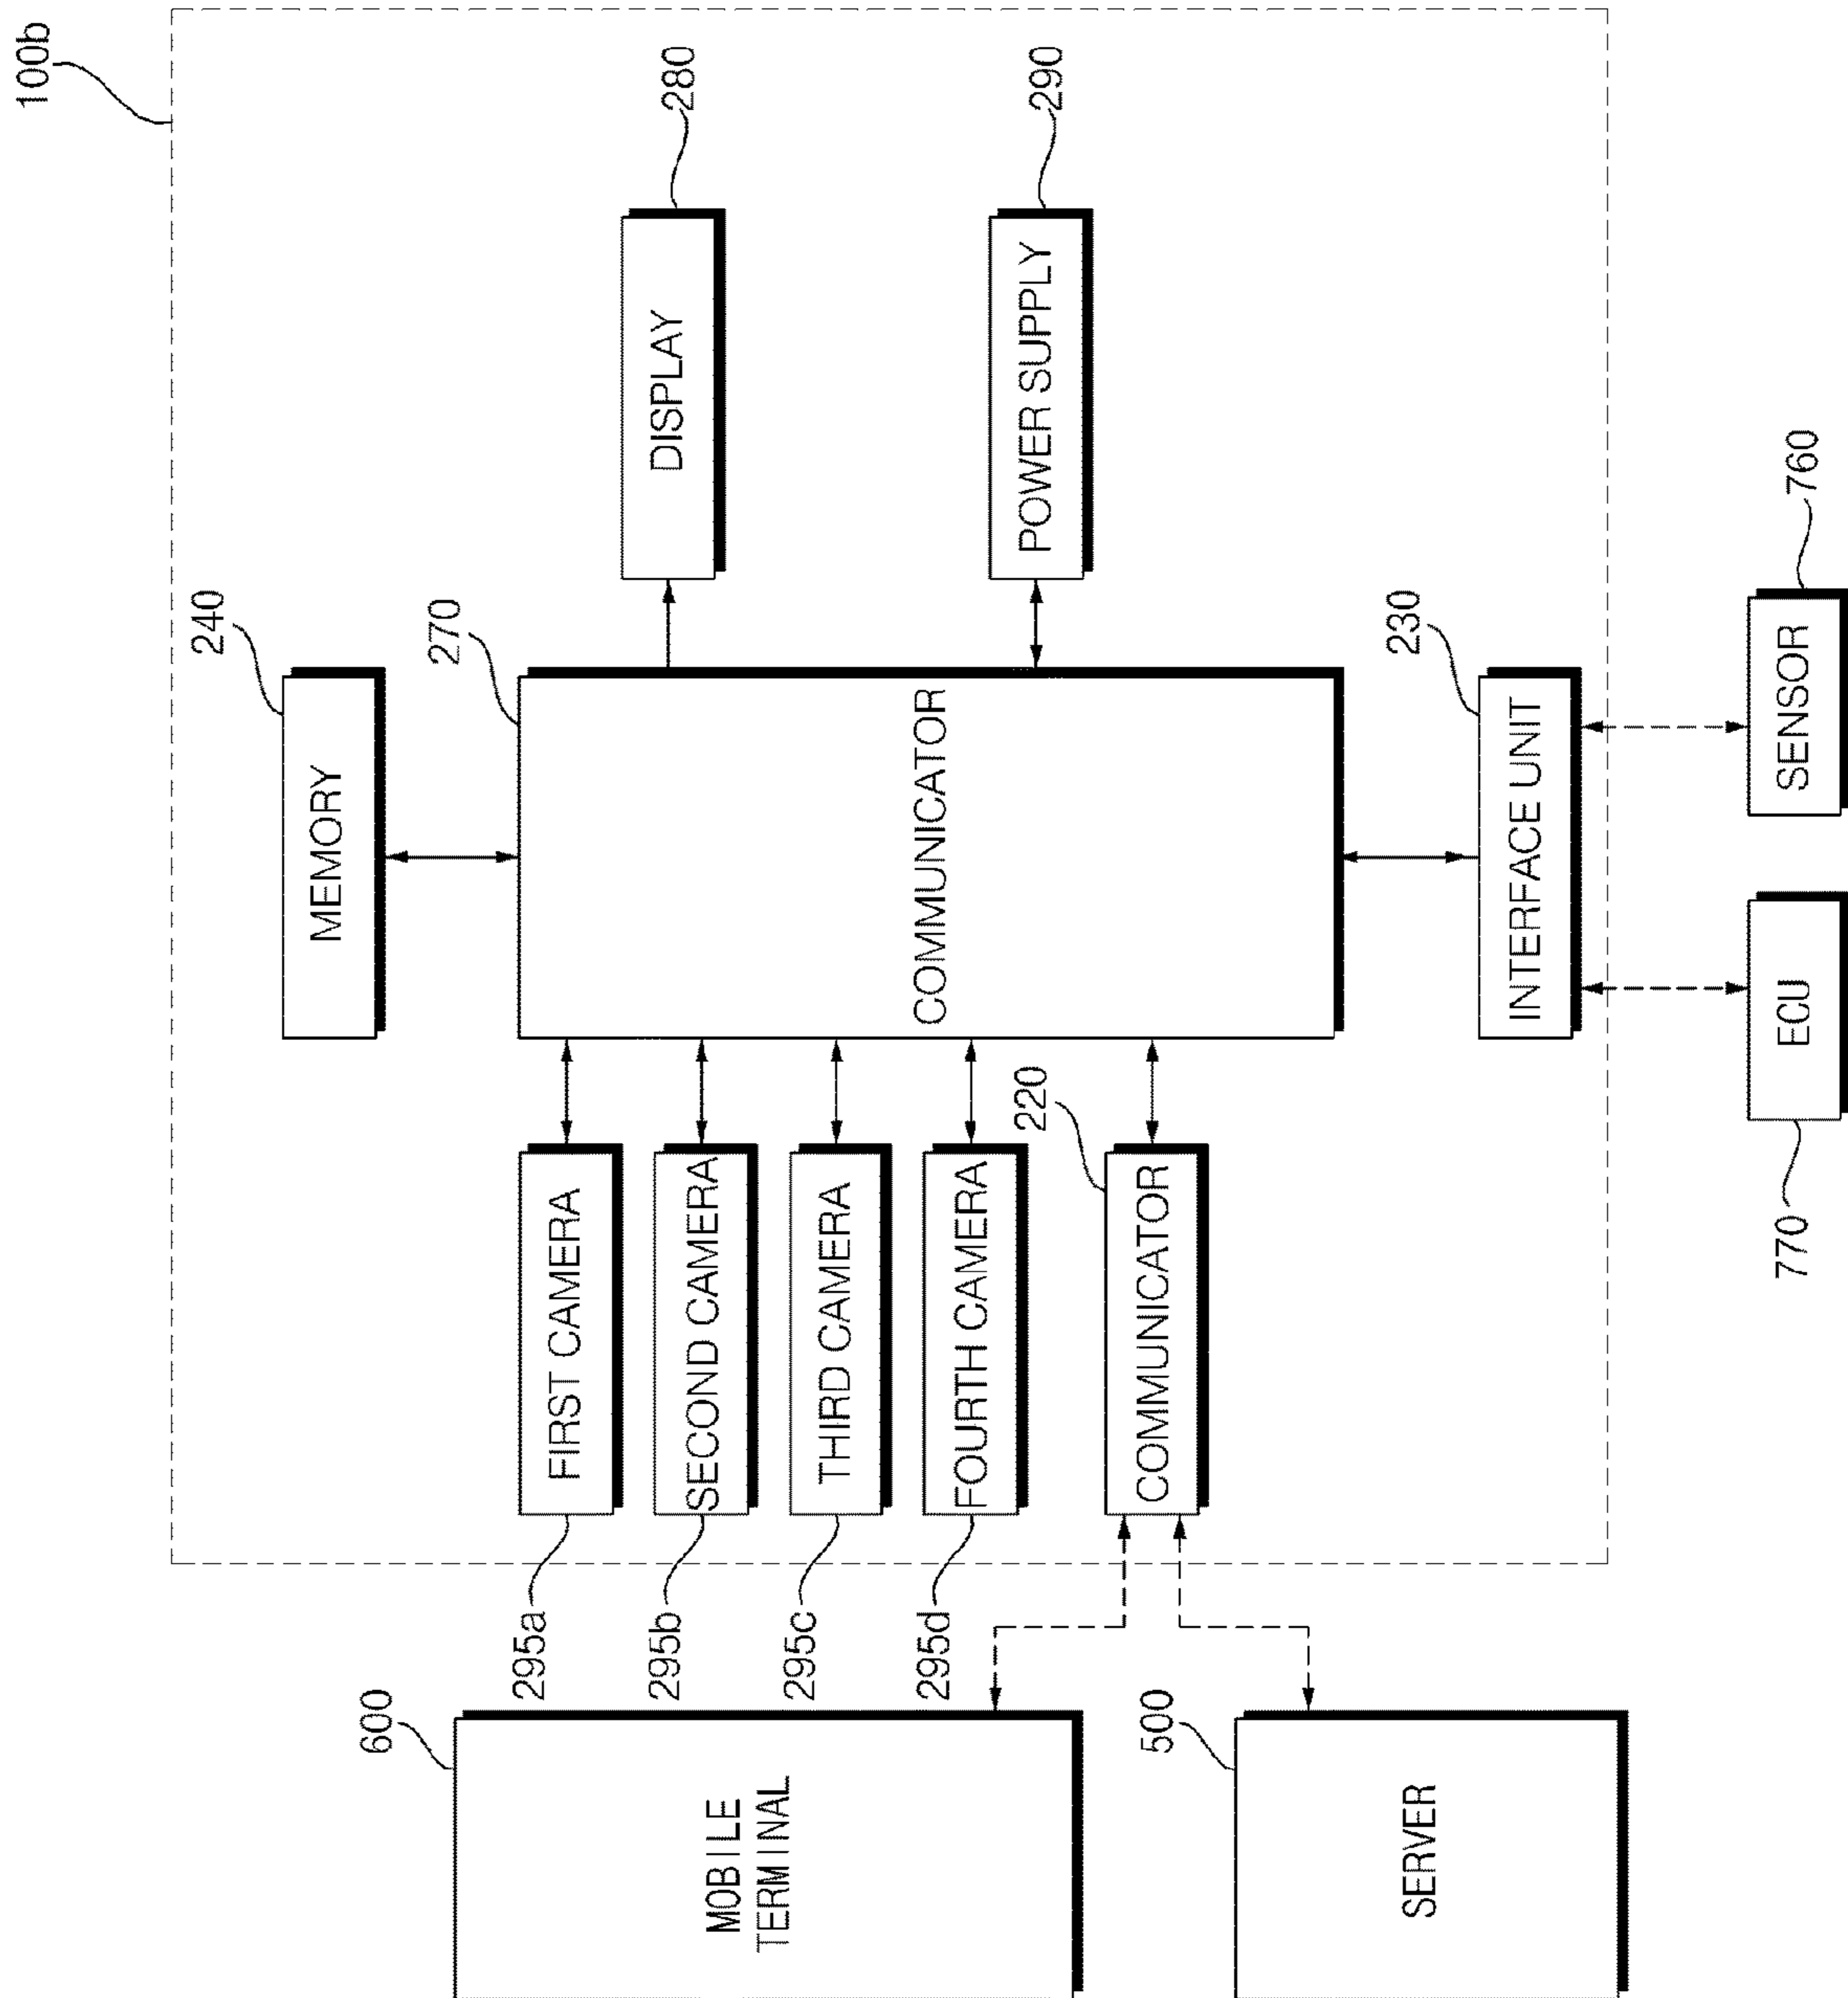 100b
240
MEMORY
600
MOBILE
TERMINAL
295a
FIRST CAMERA
295b
SECOND CAMERA
295c
THIRD CAMERA
295d
FOURTH CAMERA
220
COMMUNICATOR
270
COMMUNICATOR
DISPLAY
280
POWER SUPPLY
290
500
SERVER
230
INTERFACE UNIT
770
ECU
SENSOR
760